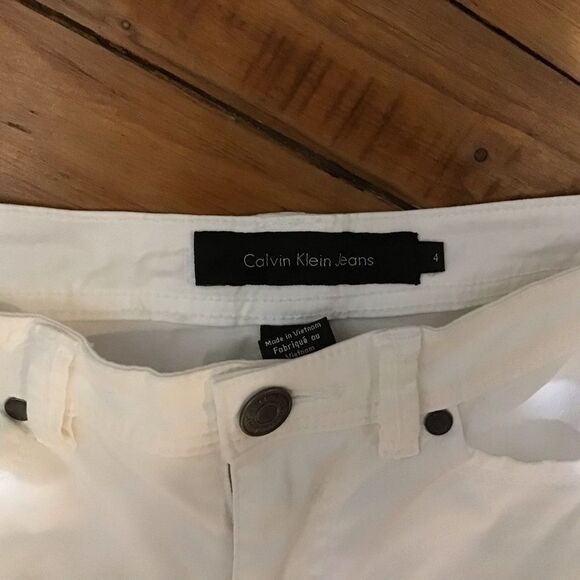 Calvin Klein Jeans
4
Made in Vietnam
Fabriqué au
Vietnam